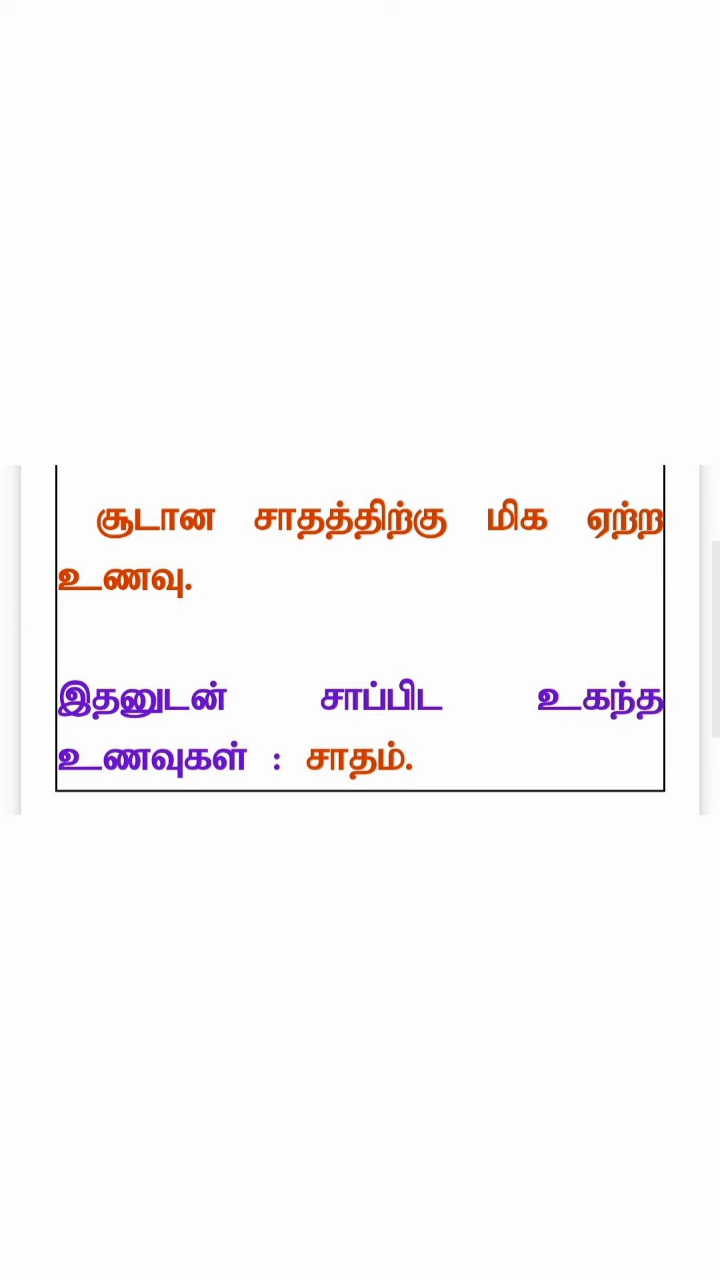 சூடான சாதத்திற்கு மிக ஏற்ற
உணவு.
இதனுடன் சாப்பிட உகந்த
உணவுகள் : சாதம்.